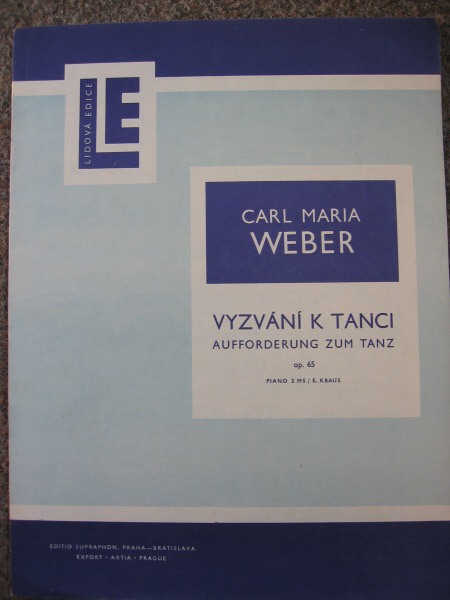 LIDOVÁ EDICE
LE
CARL MARIA
WEBER
VYZVÁNÍ K TANCI
AUFFORDERUNG ZUM TANZ
op. 65
PIANO 2 MS / E. KRAUS
EDITIO SUPRAPHON, PRAHA—BRATISLAVA
EXPORT • ARTIA • PRAGUE